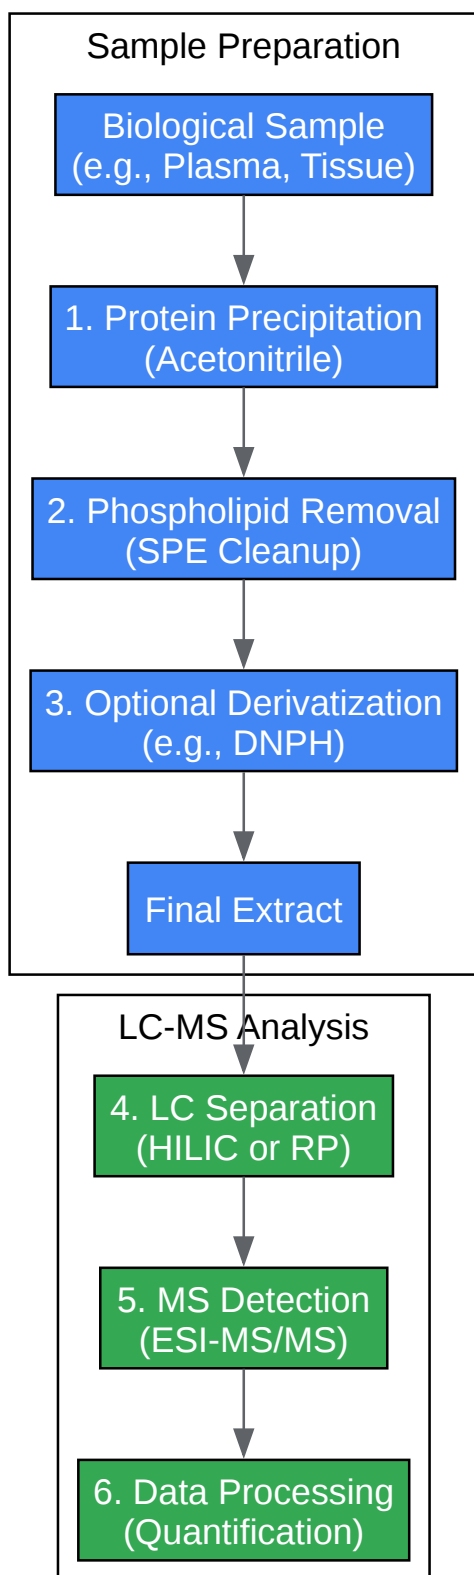 Sample Preparation
Biological Sample
(e.g., Plasma, Tissue)
1. Protein Precipitation
(Acetonitrile)
2. Phospholipid Removal
(SPE Cleanup)
3. Optional Derivatization
(e.g., DNPH)
Final Extract
LC-MS Analysis
4. LC Separation
(HILIC or RP)
5. MS Detection
(ESI-MS/MS)
6. Data Processing
(Quantification)